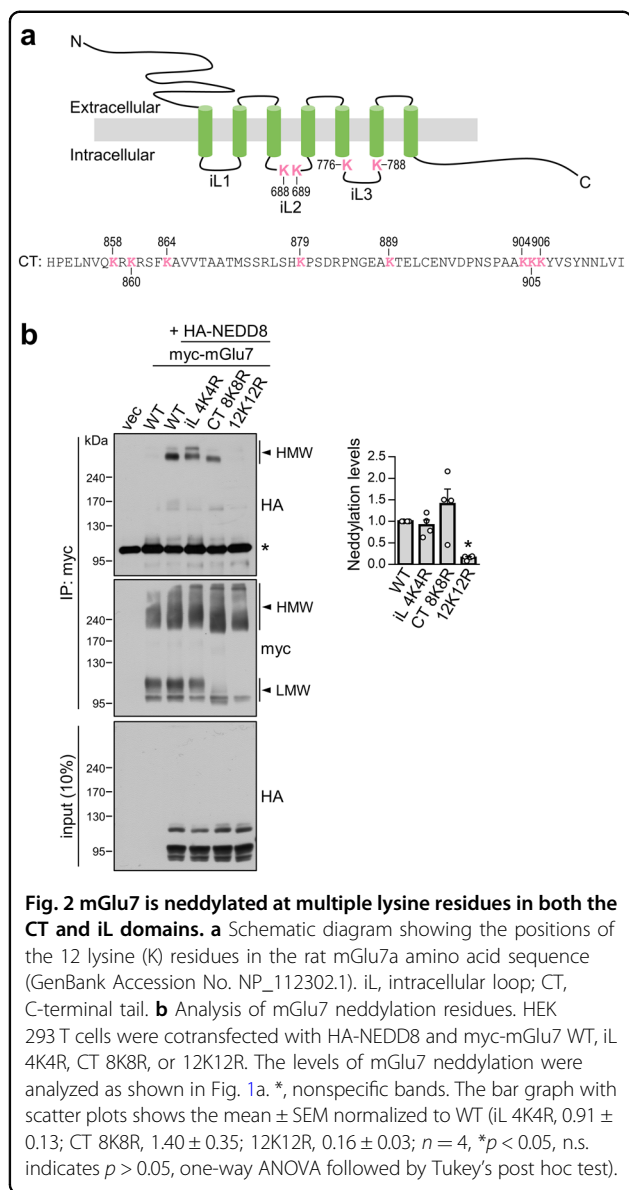 a
N
Extracellular
Intracellular
iL1
K K
688 689
iL2
776 K K 788
iL3
C
858 864 879 889 904 906
CT: HPELNVQKRKRSFKAVVTAATMSSRLSHKPSDRPNGEAKTELCENVDPNSPAAKKKYVSYNNLVI
860 905
b
+ HA-NEDD8
myc-mGlu7
vec WT WT iL 4K4R CT 8K8R 12K12R
kDa
HMW
240
170
HA
130
*
95
IP: myc
HMW
240
170
myc
130
LMW
95
input (10%)
240
170
HA
130
95
Neddylation levels
2.5
2.0
1.5
1.0
0.5
0.0
*
WT iL 4K4R CT 8K8R 12K12R
Fig. 2 mGlu7 is neddylated at multiple lysine residues in both the
CT and iL domains. a Schematic diagram showing the positions of
the 12 lysine (K) residues in the rat mGlu7a amino acid sequence
(GenBank Accession No. NP_112302.1). iL, intracellular loop; CT,
C-terminal tail. b Analysis of mGlu7 neddylation residues. HEK
293 T cells were cotransfected with HA-NEDD8 and myc-mGlu7 WT, iL
4K4R, CT 8K8R, or 12K12R. The levels of mGlu7 neddylation were
analyzed as shown in Fig. 1a. *, nonspecific bands. The bar graph with
scatter plots shows the mean ± SEM normalized to WT (iL 4K4R, 0.91 ±
0.13; CT 8K8R, 1.40 ± 0.35; 12K12R, 0.16 ± 0.03; n = 4, *p < 0.05, n.s.
indicates p > 0.05, one-way ANOVA followed by Tukey's post hoc test).